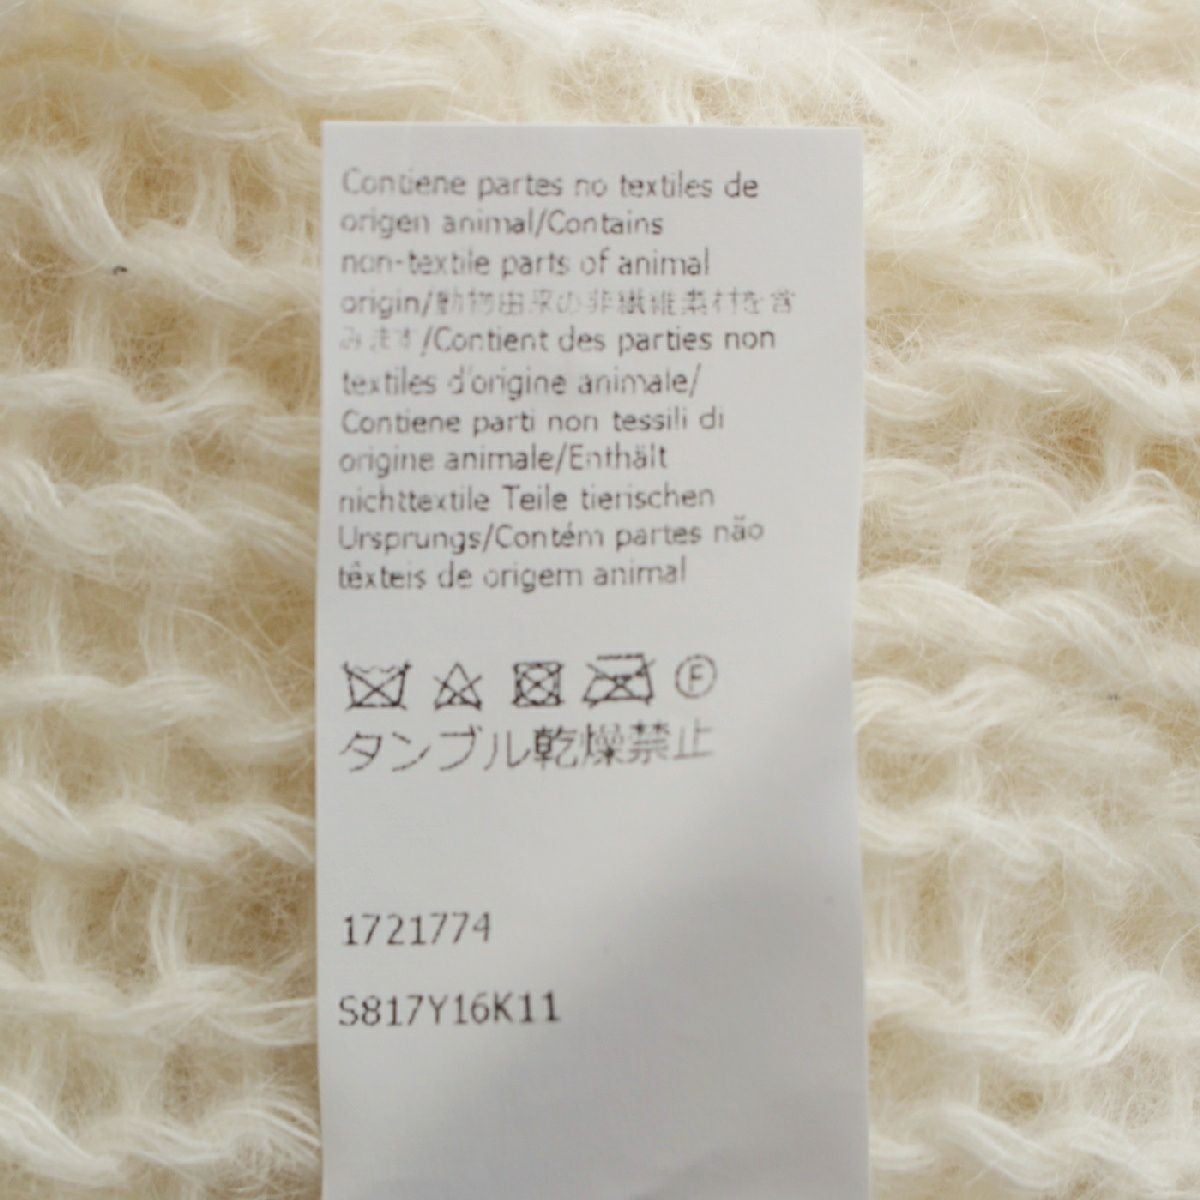 Contiene partes no textiles de
origen animal/Contains
non-textile parts of animal
origin/動物由来の非繊維素材を含
みます/Contient des parties non
textiles d'origine animale/
Contiene parti non tessili di
origine animale/Enthält
nichttextile Teile tierischen
Ursprungs/Contém partes não
têxteis de origem animal
F
タンブル乾燥禁止
1721774
S817Y16K11